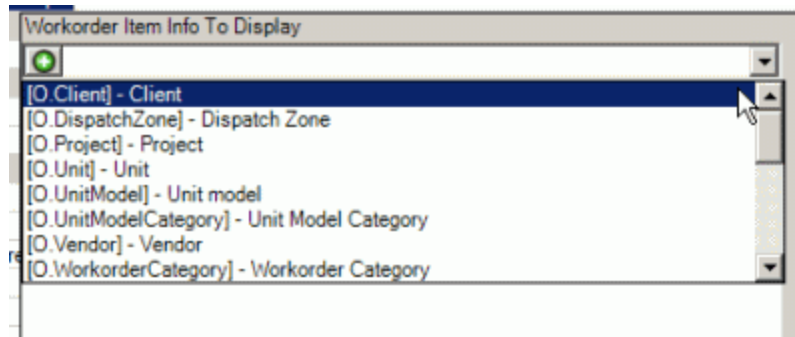 Workorder Item Info To Display
[O.Client] - Client
[O.DispatchZone] - Dispatch Zone
[O.Project] - Project
[O.Unit] - Unit
[O.UnitModel] - Unit model
[O.UnitModelCategory] - Unit Model Category
[O.Vendor] - Vendor
[O.WorkorderCategory] - Workorder Category